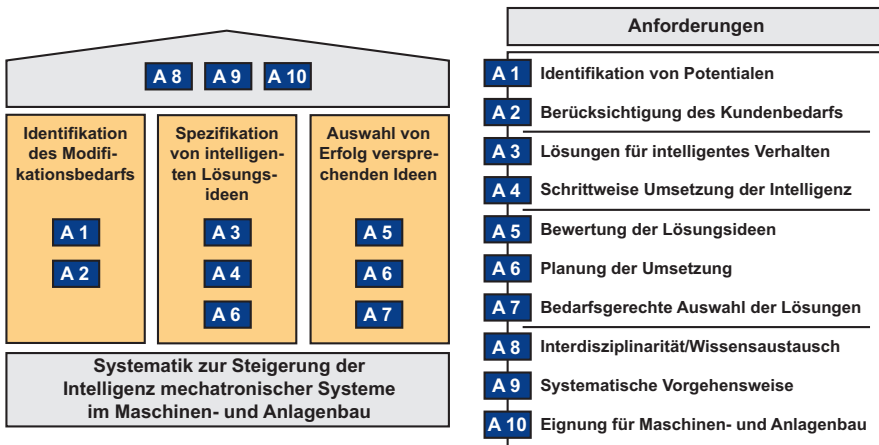 A 8 A 9 A 10
Identifikation
des Modifi-
kationsbedarfs
A 1
A 2
Spezifikation
von intelligen-
ten Lösungs-
ideen
A 3
A 4
A 6
Auswahl von
Erfolg verspre-
chenden Ideen
A 5
A 6
A 7
Systematik zur Steigerung der
Intelligenz mechatronischer Systeme
im Maschinen- und Anlagenbau
Anforderungen
A 1 Identifikation von Potentialen
A 2 Berücksichtigung des Kundenbedarfs
A 3 Lösungen für intelligentes Verhalten
A 4 Schrittweise Umsetzung der Intelligenz
A 5 Bewertung der Lösungsideen
A 6 Planung der Umsetzung
A 7 Bedarfsgerechte Auswahl der Lösungen
A 8 Interdisziplinarität/Wissensaustausch
A 9 Systematische Vorgehensweise
A 10 Eignung für Maschinen- und Anlagenbau